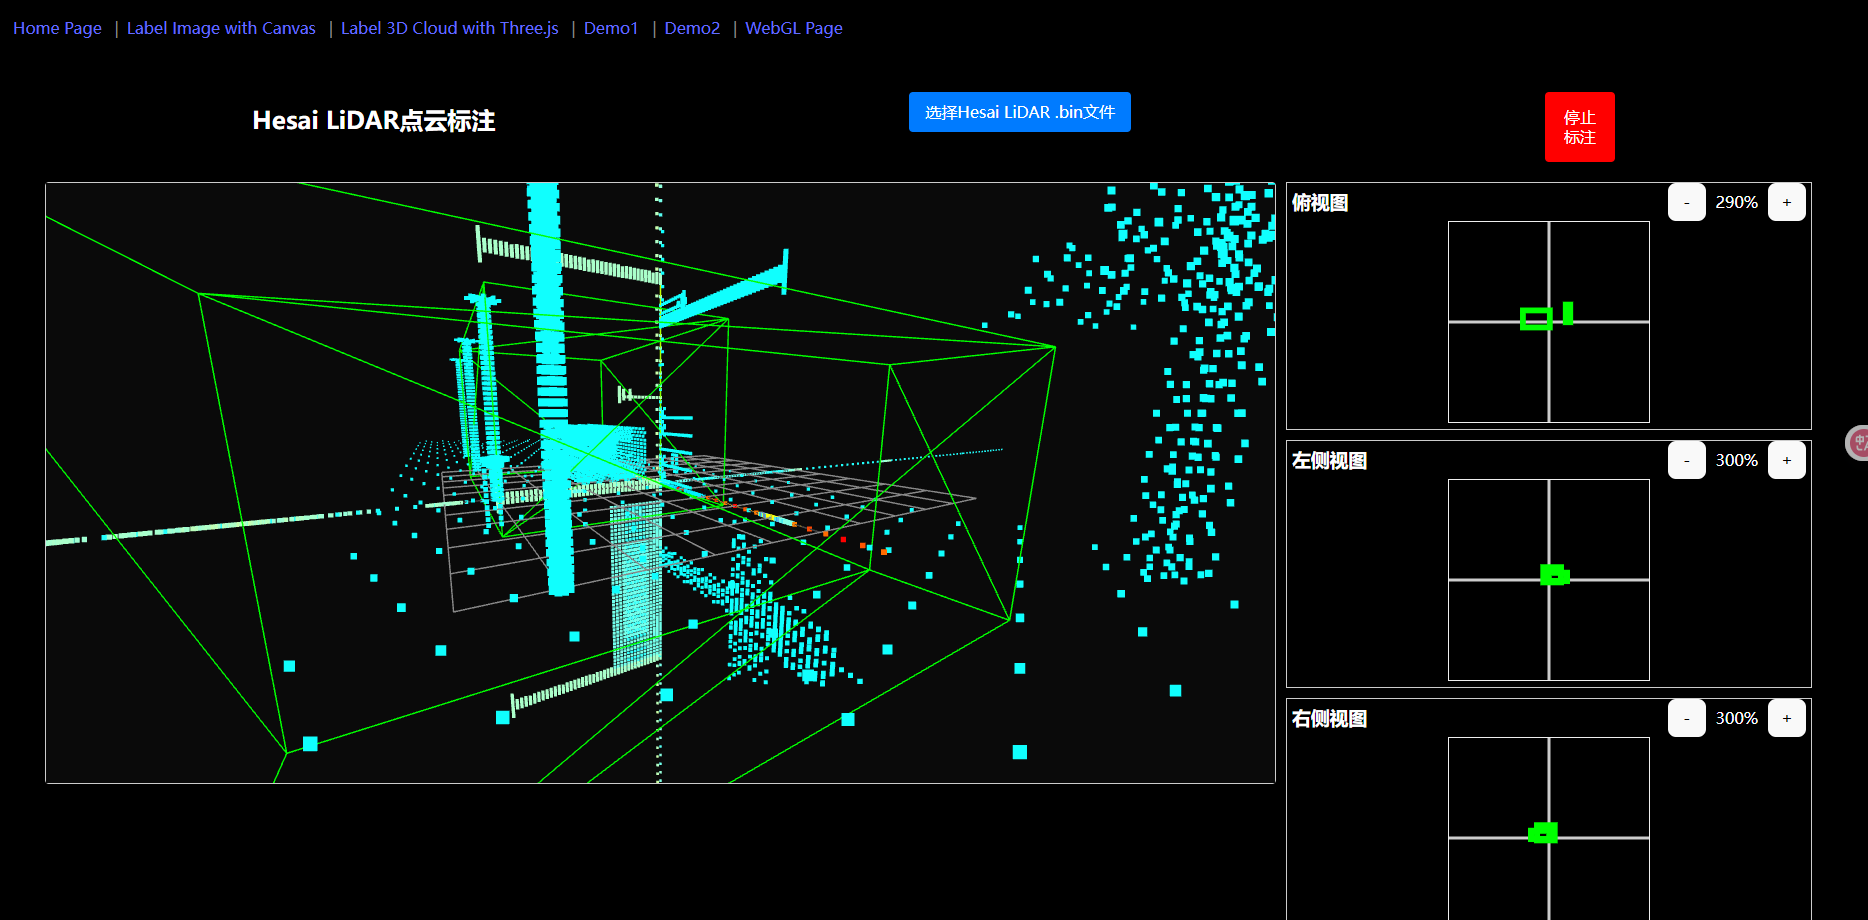 Home Page | Label Image with Canvas | Label 3D Cloud with Three.js | Demo1 | Demo2 | WebGL Page
Hesai LiDAR点云标注
选择Hesai LiDAR .bin文件
停止
标注
俯视图
- 290% +
左侧视图
- 300% +
右侧视图
- 300% +
中